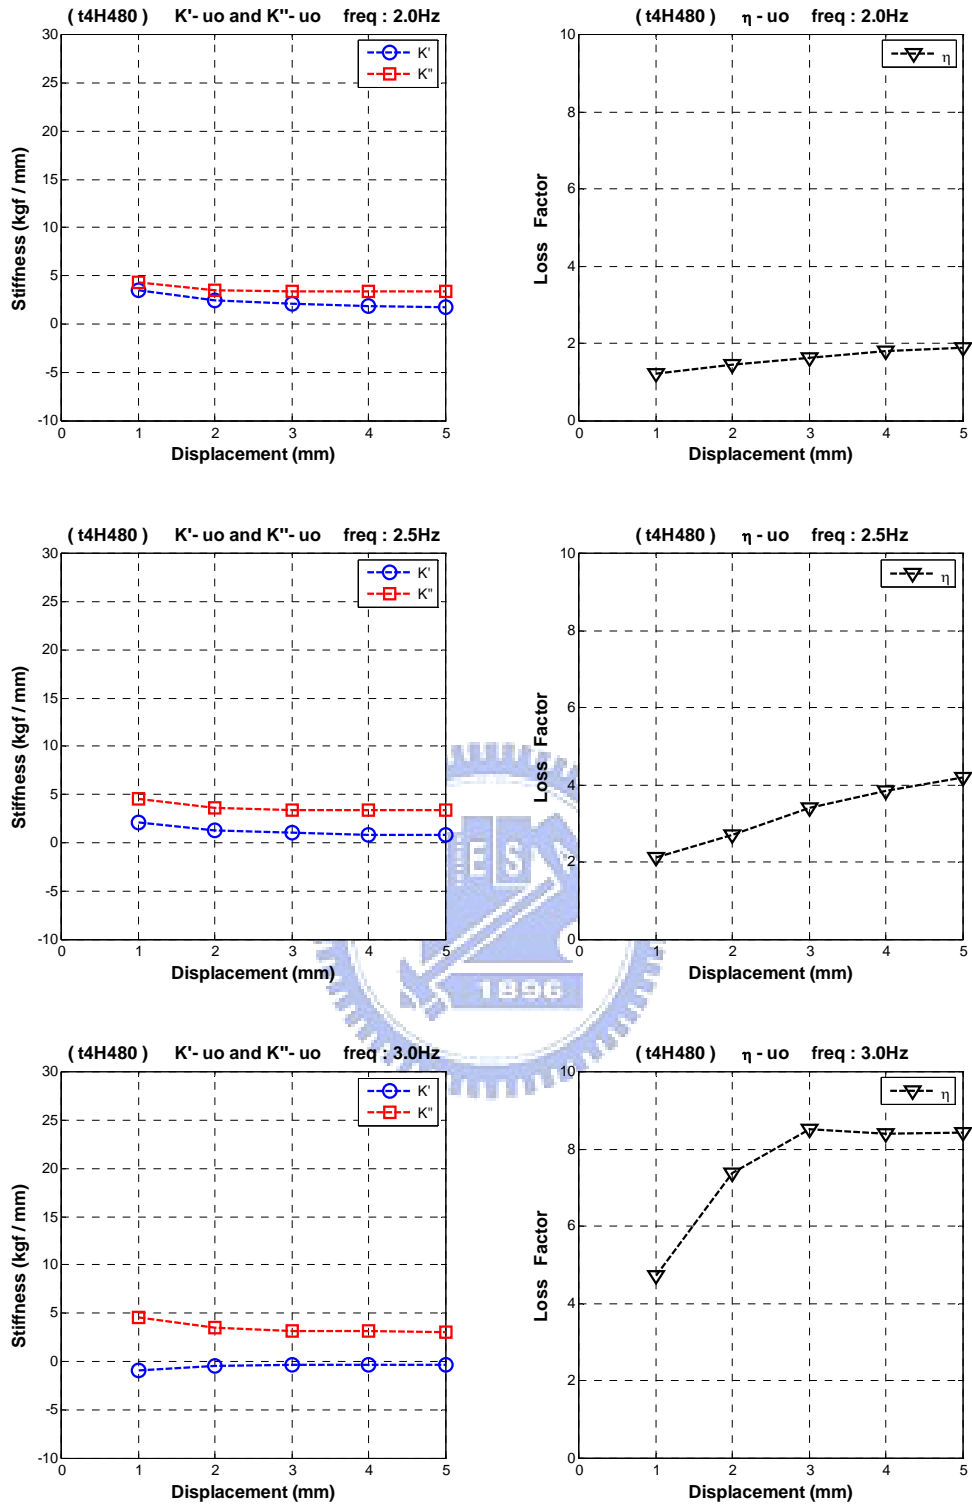 ( t4H480 ) K'- uo and K''- uo freq : 2.0Hz
30
25
20
15
10
5
0
-5
-10
0 1 2 3 4 5
Stiffness (kgf / mm)
Displacement (mm)
K'
K''
( t4H480 ) η - uo freq : 2.0Hz
10
8
6
4
2
0
0 1 2 3 4 5
Loss Factor
Displacement (mm)
η
( t4H480 ) K'- uo and K''- uo freq : 2.5Hz
30
25
20
15
10
5
0
-5
-10
0 1 2 3 4 5
Stiffness (kgf / mm)
Displacement (mm)
K'
K''
( t4H480 ) η - uo freq : 2.5Hz
10
8
6
4
2
0
0 1 2 3 4 5
Loss Factor
Displacement (mm)
η
ES
1896
( t4H480 ) K'- uo and K''- uo freq : 3.0Hz
30
25
20
15
10
5
0
-5
-10
0 1 2 3 4 5
Stiffness (kgf / mm)
Displacement (mm)
K'
K''
( t4H480 ) η - uo freq : 3.0Hz
10
8
6
4
2
0
0 1 2 3 4 5
Loss Factor
Displacement (mm)
η